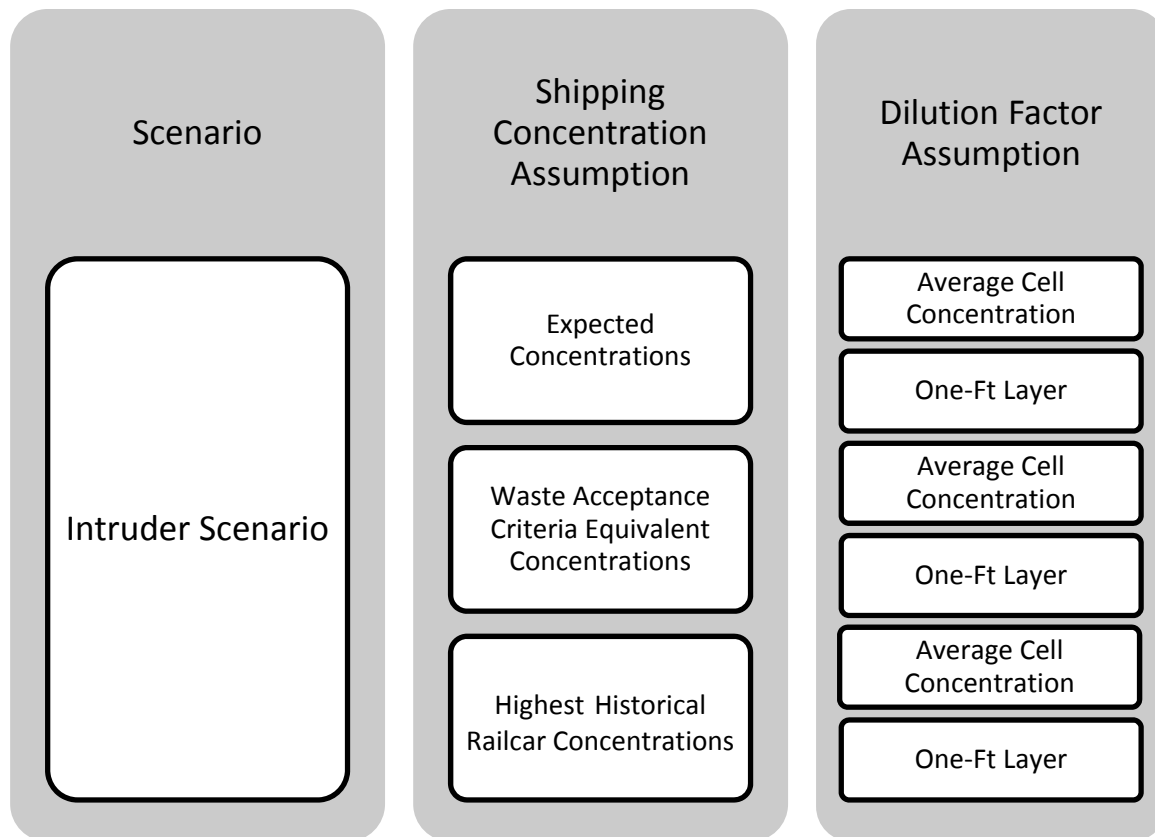 Scenario
Intruder Scenario
Shipping
Concentration
Assumption
Expected
Concentrations
Waste Acceptance
Criteria Equivalent
Concentrations
Highest Historical
Railcar Concentrations
Dilution Factor
Assumption
Average Cell
Concentration
One-Ft Layer
Average Cell
Concentration
One-Ft Layer
Average Cell
Concentration
One-Ft Layer